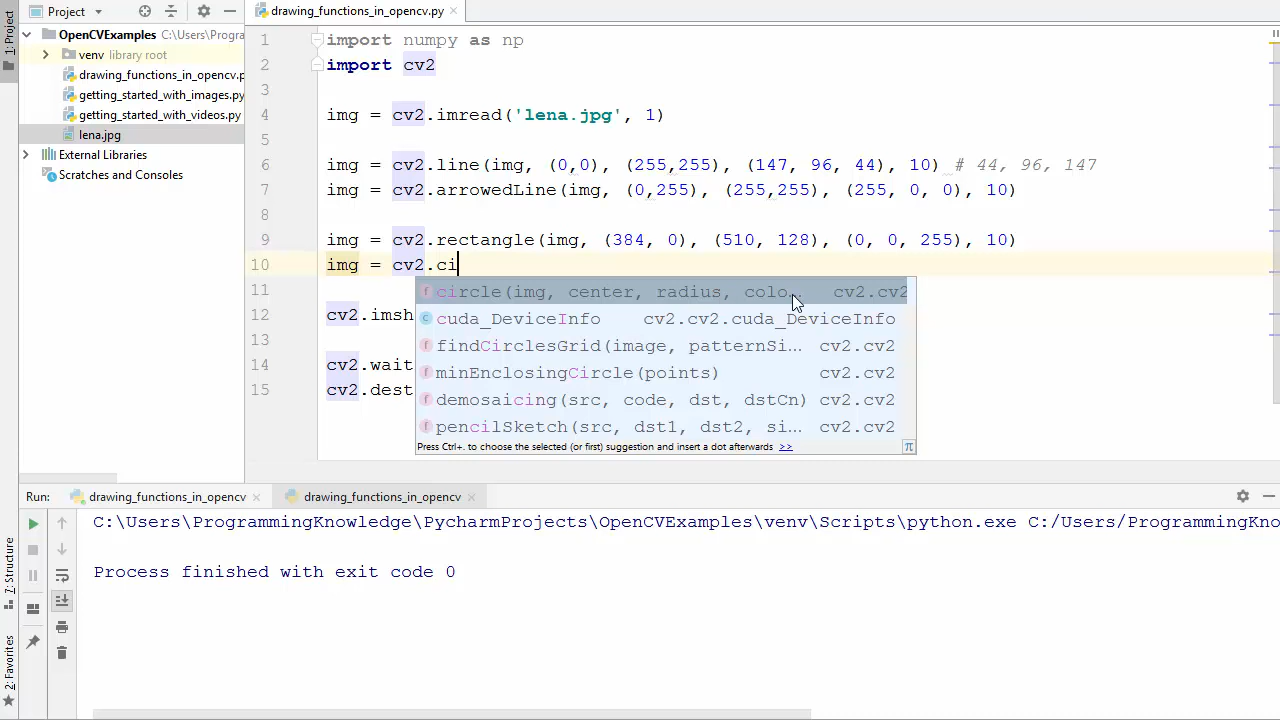 1: Project
Project
drawing_functions_in_opencv.py
OpenCVExamples C:\Users\Progra
venv library root
drawing_functions_in_opencv.p
getting_started_with_images.py
getting_started_with_videos.py
lena.jpg
External Libraries
Scratches and Consoles
1 import numpy as np
2 import cv2
3
4 img = cv2.imread('lena.jpg', 1)
5
6 img = cv2.line(img, (0,0), (255,255), (147, 96, 44), 10) # 44, 96, 147
7 img = cv2.arrowedLine(img, (0,255), (255,255), (255, 0, 0), 10)
8
9 img = cv2.rectangle(img, (384, 0), (510, 128), (0, 0, 255), 10)
10 img = cv2.ci
11
12 cv2.imsh
13
14 cv2.wait
15 cv2.dest
f circle(img, center, radius, colo… cv2.cv2
c cuda_DeviceInfo cv2.cv2.cuda_DeviceInfo
f findCirclesGrid(image, patternSi… cv2.cv2
f minEnclosingCircle(points) cv2.cv2
f demosaicing(src, code, dst, dstCn) cv2.cv2
f pencilSketch(src, dst1, dst2, si… cv2.cv2
Press Ctrl+. to choose the selected (or first) suggestion and insert a dot afterwards >> π
Run: drawing_functions_in_opencv drawing_functions_in_opencv
C:\Users\ProgrammingKnowledge\PycharmProjects\OpenCVExamples\venv\Scripts\python.exe C:/Users/ProgrammingKno
Process finished with exit code 0
7: Structure
2: Favorites